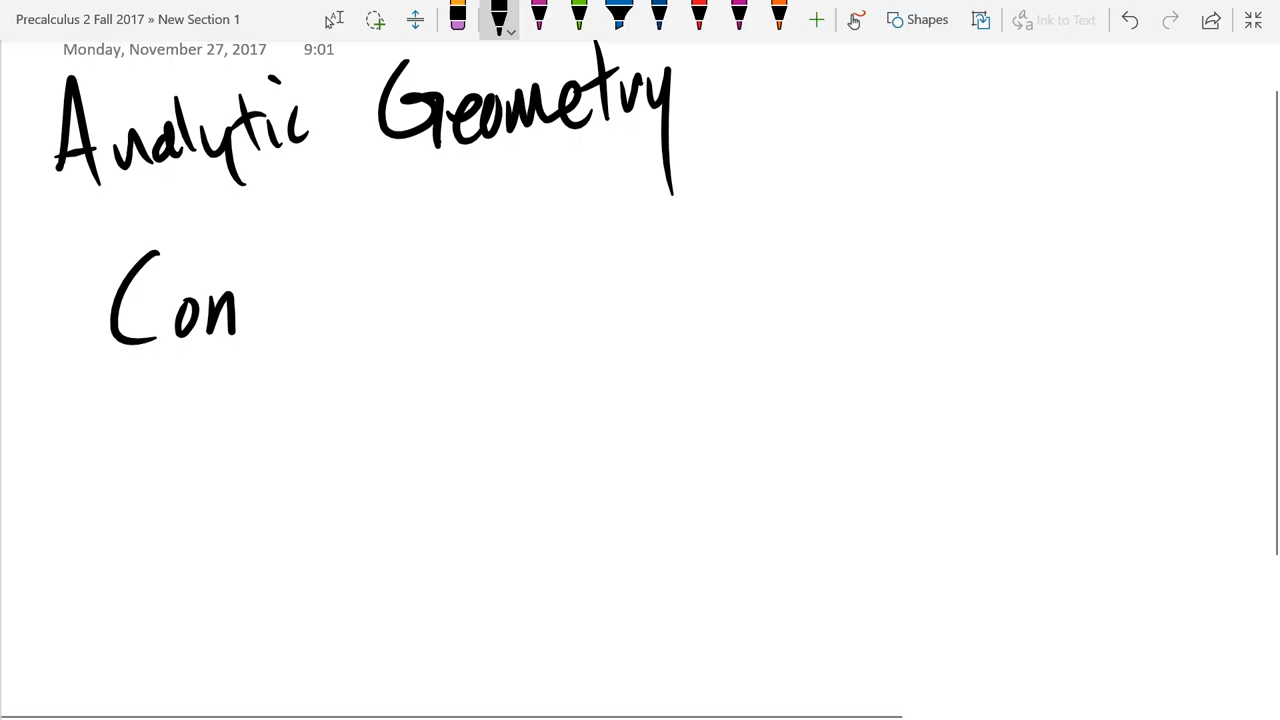 Precalculus 2 Fall 2017 » New Section 1
Shapes
Ink to Text
Monday, November 27, 2017 9:01
Analytic Geometry
Con